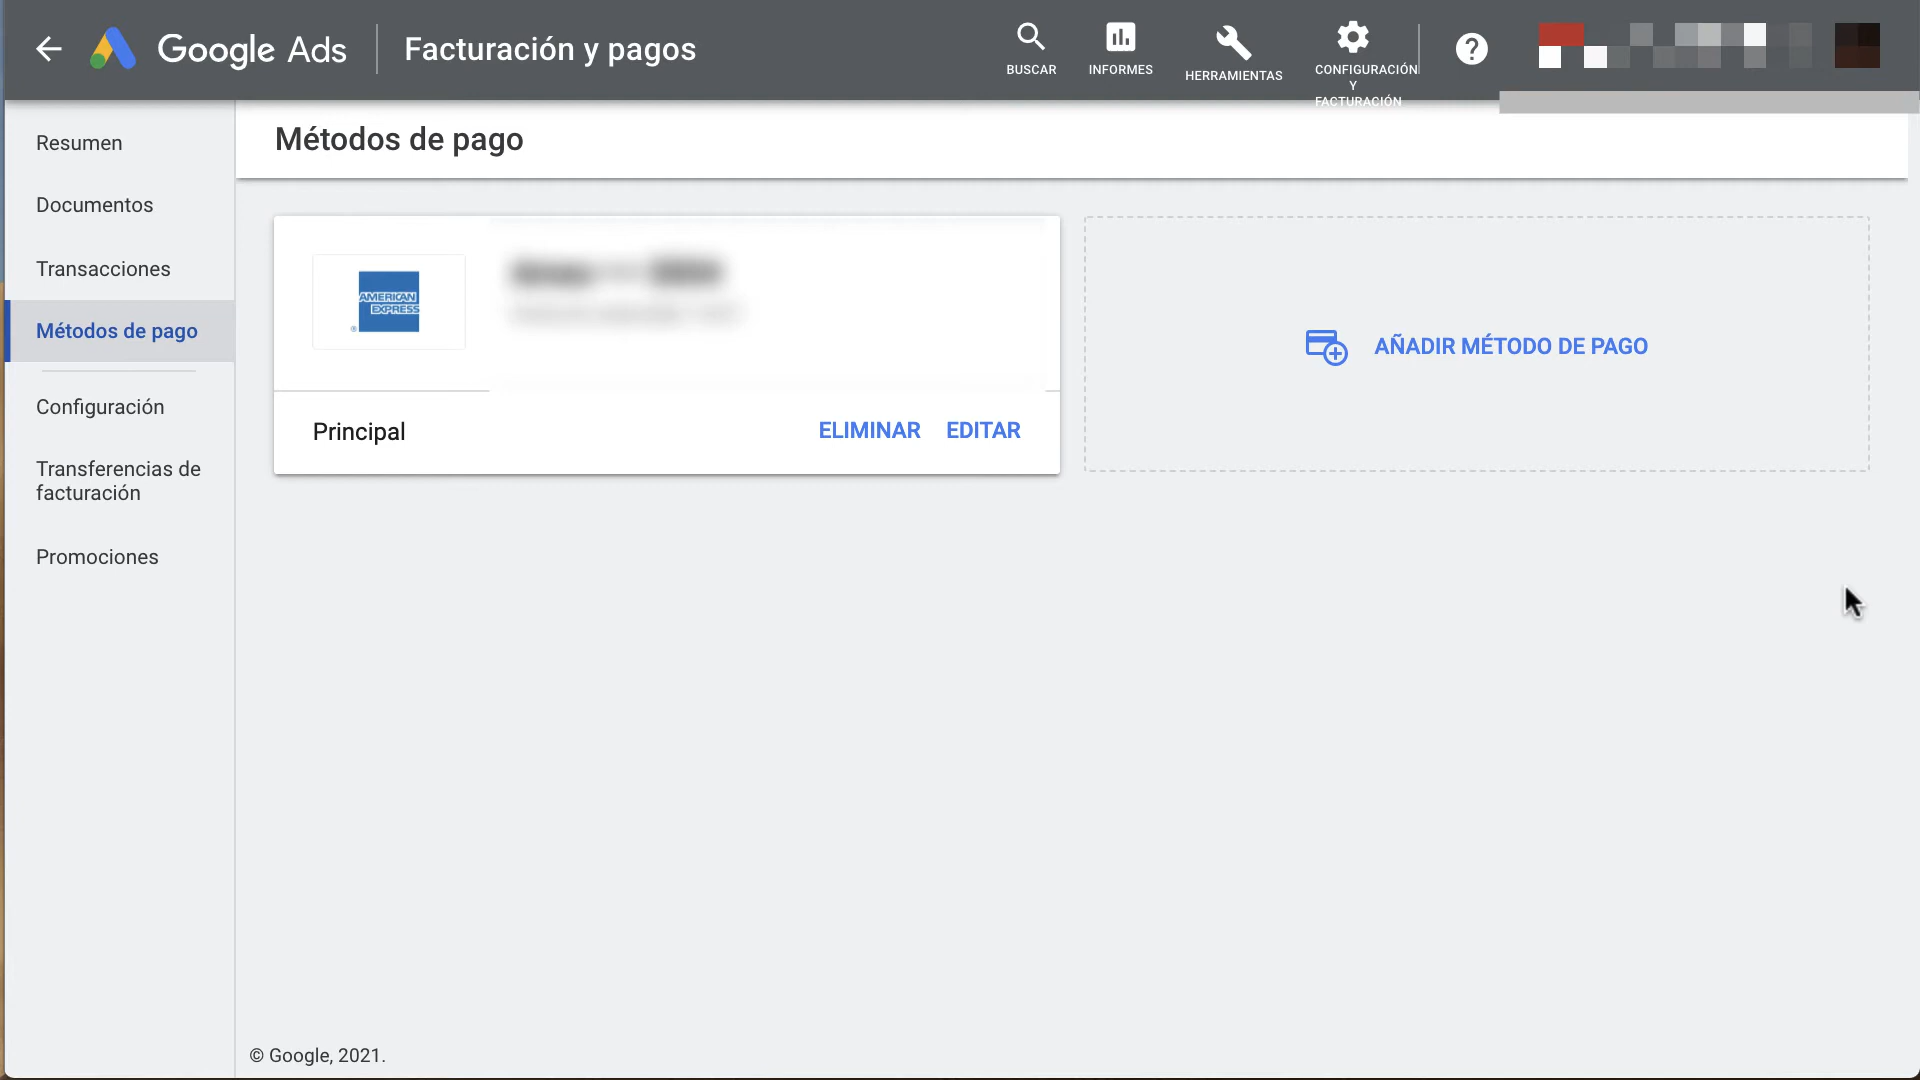 Google Ads
Facturación y pagos
BUSCAR
INFORMES
HERRAMIENTAS
CONFIGURACIÓN
Y
FACTURACIÓN
Resumen
Documentos
Transacciones
Métodos de pago
Configuración
Transferencias de
facturación
Promociones
Métodos de pago
AMERICAN
EXPRESS
®
Principal
ELIMINAR
EDITAR
AÑADIR MÉTODO DE PAGO
© Google, 2021.